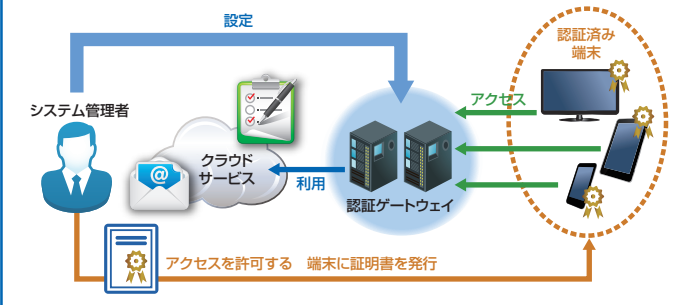 設定
認証済み
端末
アクセス
システム管理者
@
クラウド
サービス
利用
認証ゲートウェイ
アクセスを許可する　端末に証明書を発行